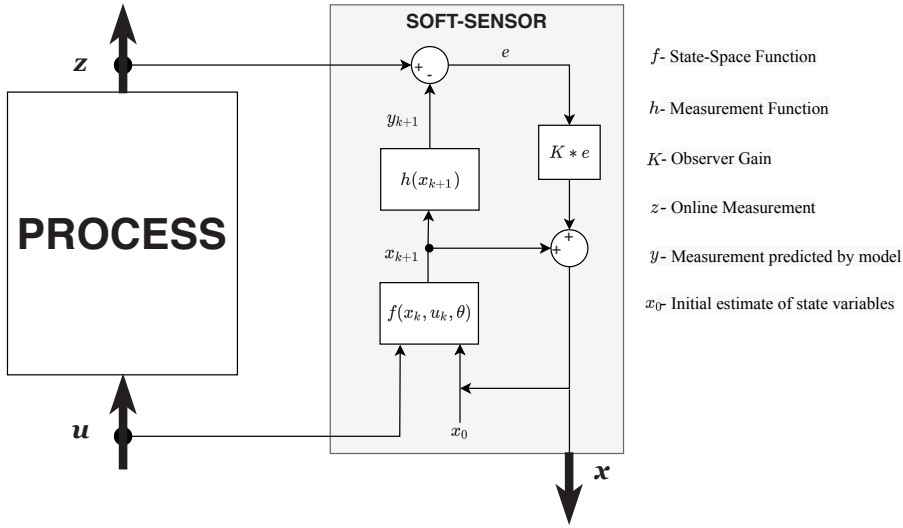 SOFT-SENSOR
z
+
-
e
f- State-Space Function
y_{k+1}
h- Measurement Function
K ∗ e
K- Observer Gain
h(x_{k+1})
z- Online Measurement
PROCESS
+
+
x_{k+1}
y- Measurement predicted by model
f(x_k, u_k, θ)
x_0- Initial estimate of state variables
u
x_0
x